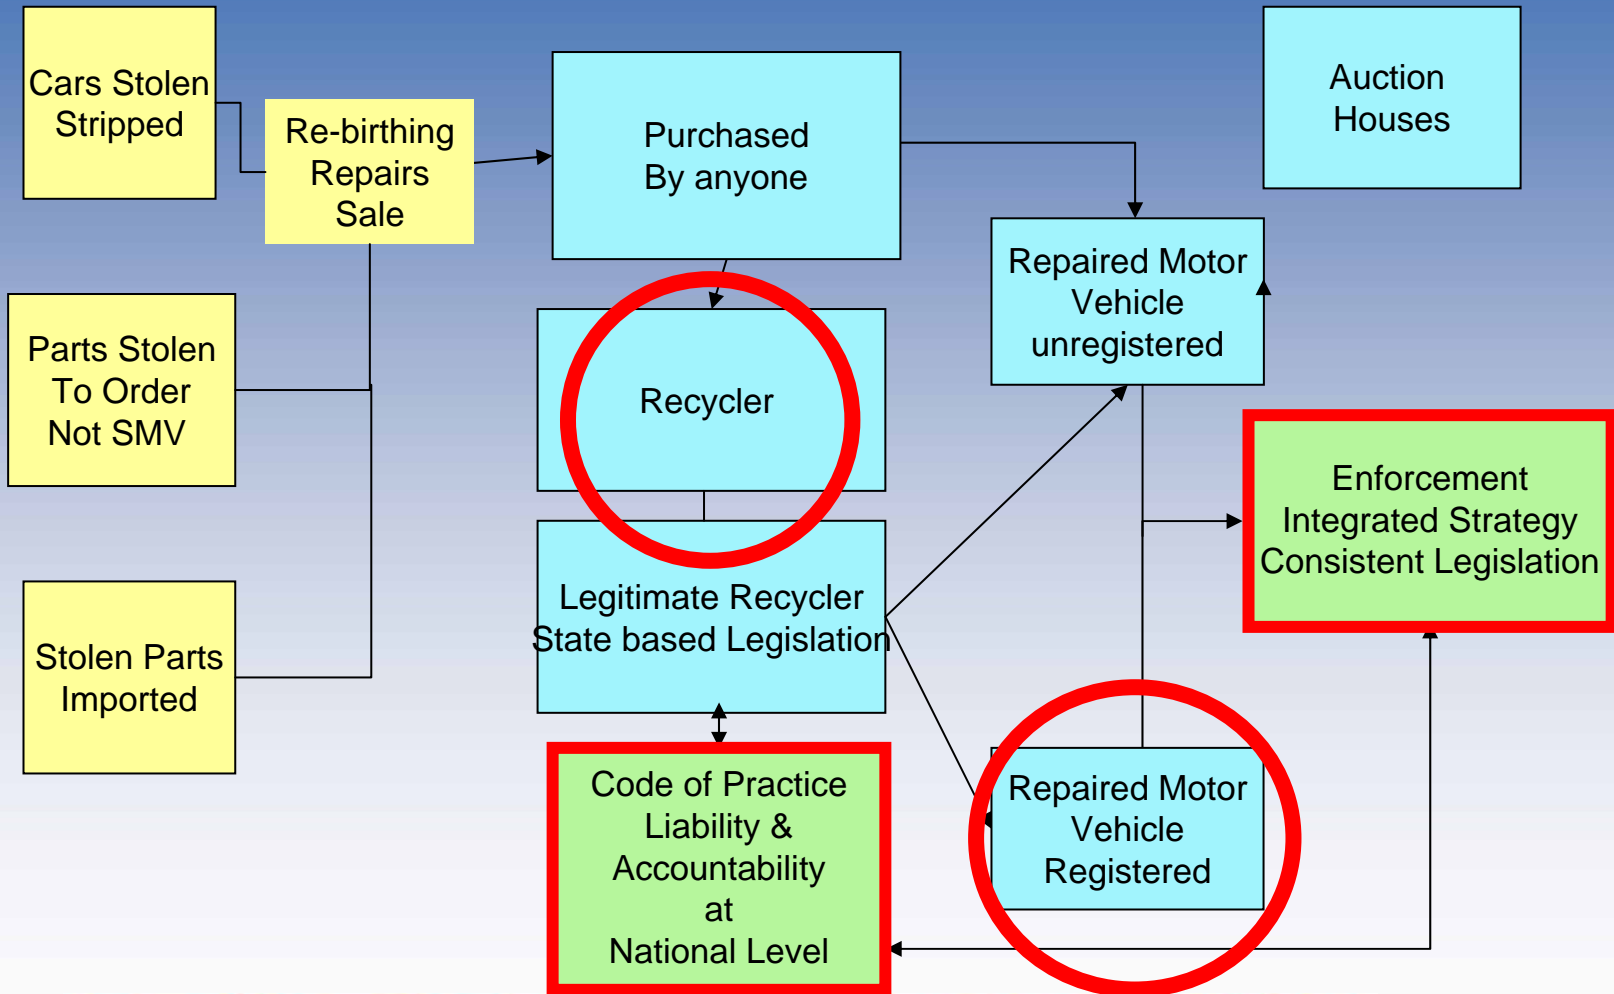 Cars Stolen
Stripped
Re-birthing
Repairs
Sale
Purchased
By anyone
Auction
Houses
Parts Stolen
To Order
Not SMV
Recycler
Repaired Motor
Vehicle
unregistered
Enforcement
Integrated Strategy
Consistent Legislation
Stolen Parts
Imported
Legitimate Recycler
State based Legislation
Code of Practice
Liability &
Accountability
at
National Level
Repaired Motor
Vehicle
Registered